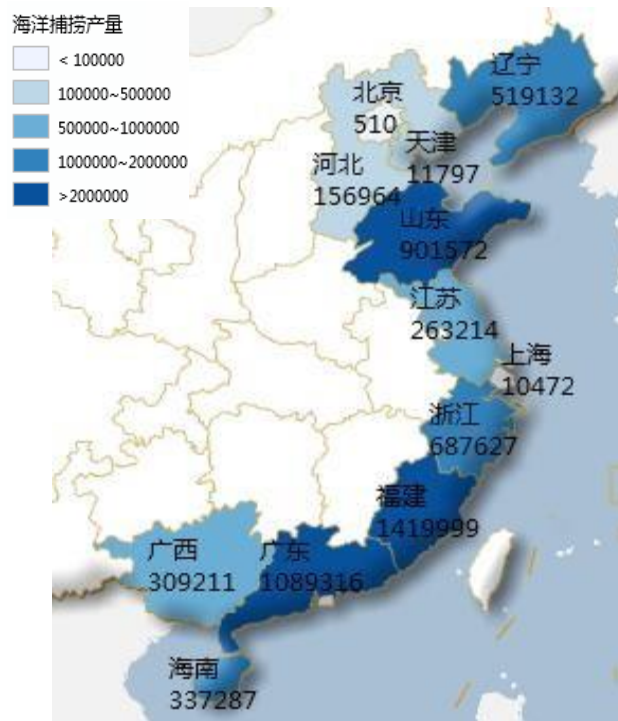 海洋捕捞产量
< 100000
100000~500000
500000~1000000
1000000~2000000
>2000000
辽宁
519132
北京
510
天津
11797
河北
156964
山东
901572
江苏
263214
上海
10472
浙江
687627
福建
1419999
广西
309211
广东
1089316
海南
337287